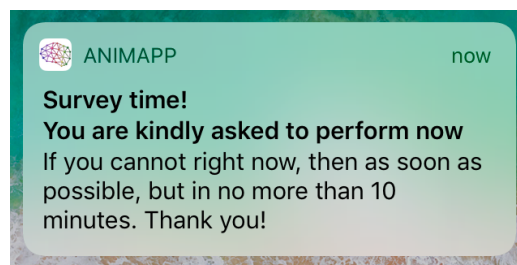 ANIMAPP now
Survey time!
You are kindly asked to perform now
If you cannot right now, then as soon as
possible, but in no more than 10
minutes. Thank you!